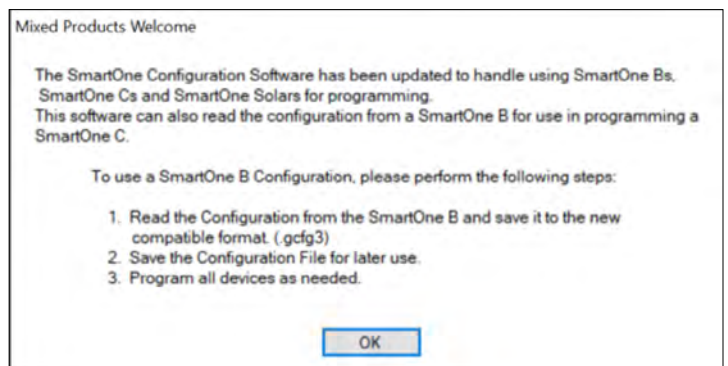 Mixed Products Welcome
The SmartOne Configuration Software has been updated to handle using SmartOne Bs,
SmartOne Cs and SmartOne Solars for programming.
This software can also read the configuration from a SmartOne B for use in programming a
SmartOne C.
To use a SmartOne B Configuration, please perform the following steps:
1. Read the Configuration from the SmartOne B and save it to the new
compatible format. (.gcfg3)
2. Save the Configuration File for later use.
3. Program all devices as needed.
OK